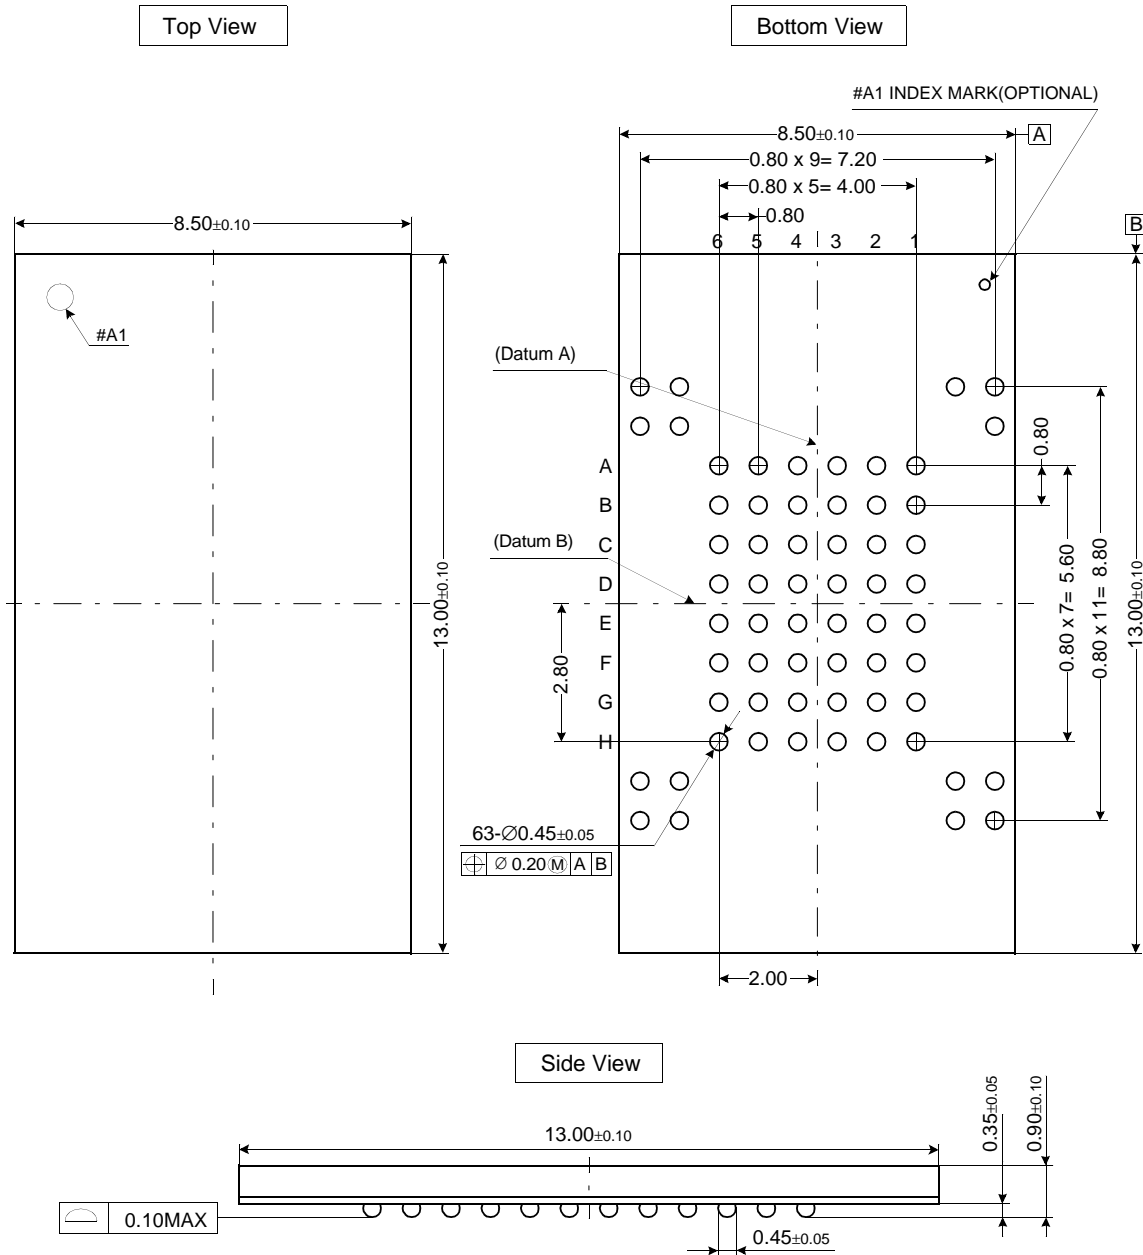 Top View
Bottom View
#A1 INDEX MARK(OPTIONAL)
8.50±0.10
A
0.80 x 9= 7.20
0.80 x 5= 4.00
0.80
8.50±0.10
B
6 5 4 3 2 1
#A1
(Datum A)
0.80
A
B
(Datum B)
C
D
E
F
G
H
2.80
13.00±0.10
0.80 x 7= 5.60
0.80 x 11= 8.80
13.00±0.10
63-Ø0.45±0.05
Ø 0.20 Ⓜ A B
2.00
Side View
13.00±0.10
0.35±0.05
0.90±0.10
0.10MAX
0.45±0.05